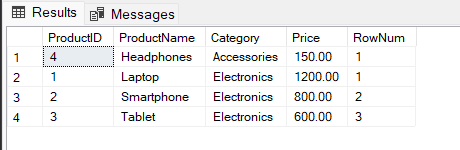 Results Messages
ProductID ProductName Category Price RowNum
1 4 Headphones Accessories 150.00 1
2 1 Laptop Electronics 1200.00 1
3 2 Smartphone Electronics 800.00 2
4 3 Tablet Electronics 600.00 3